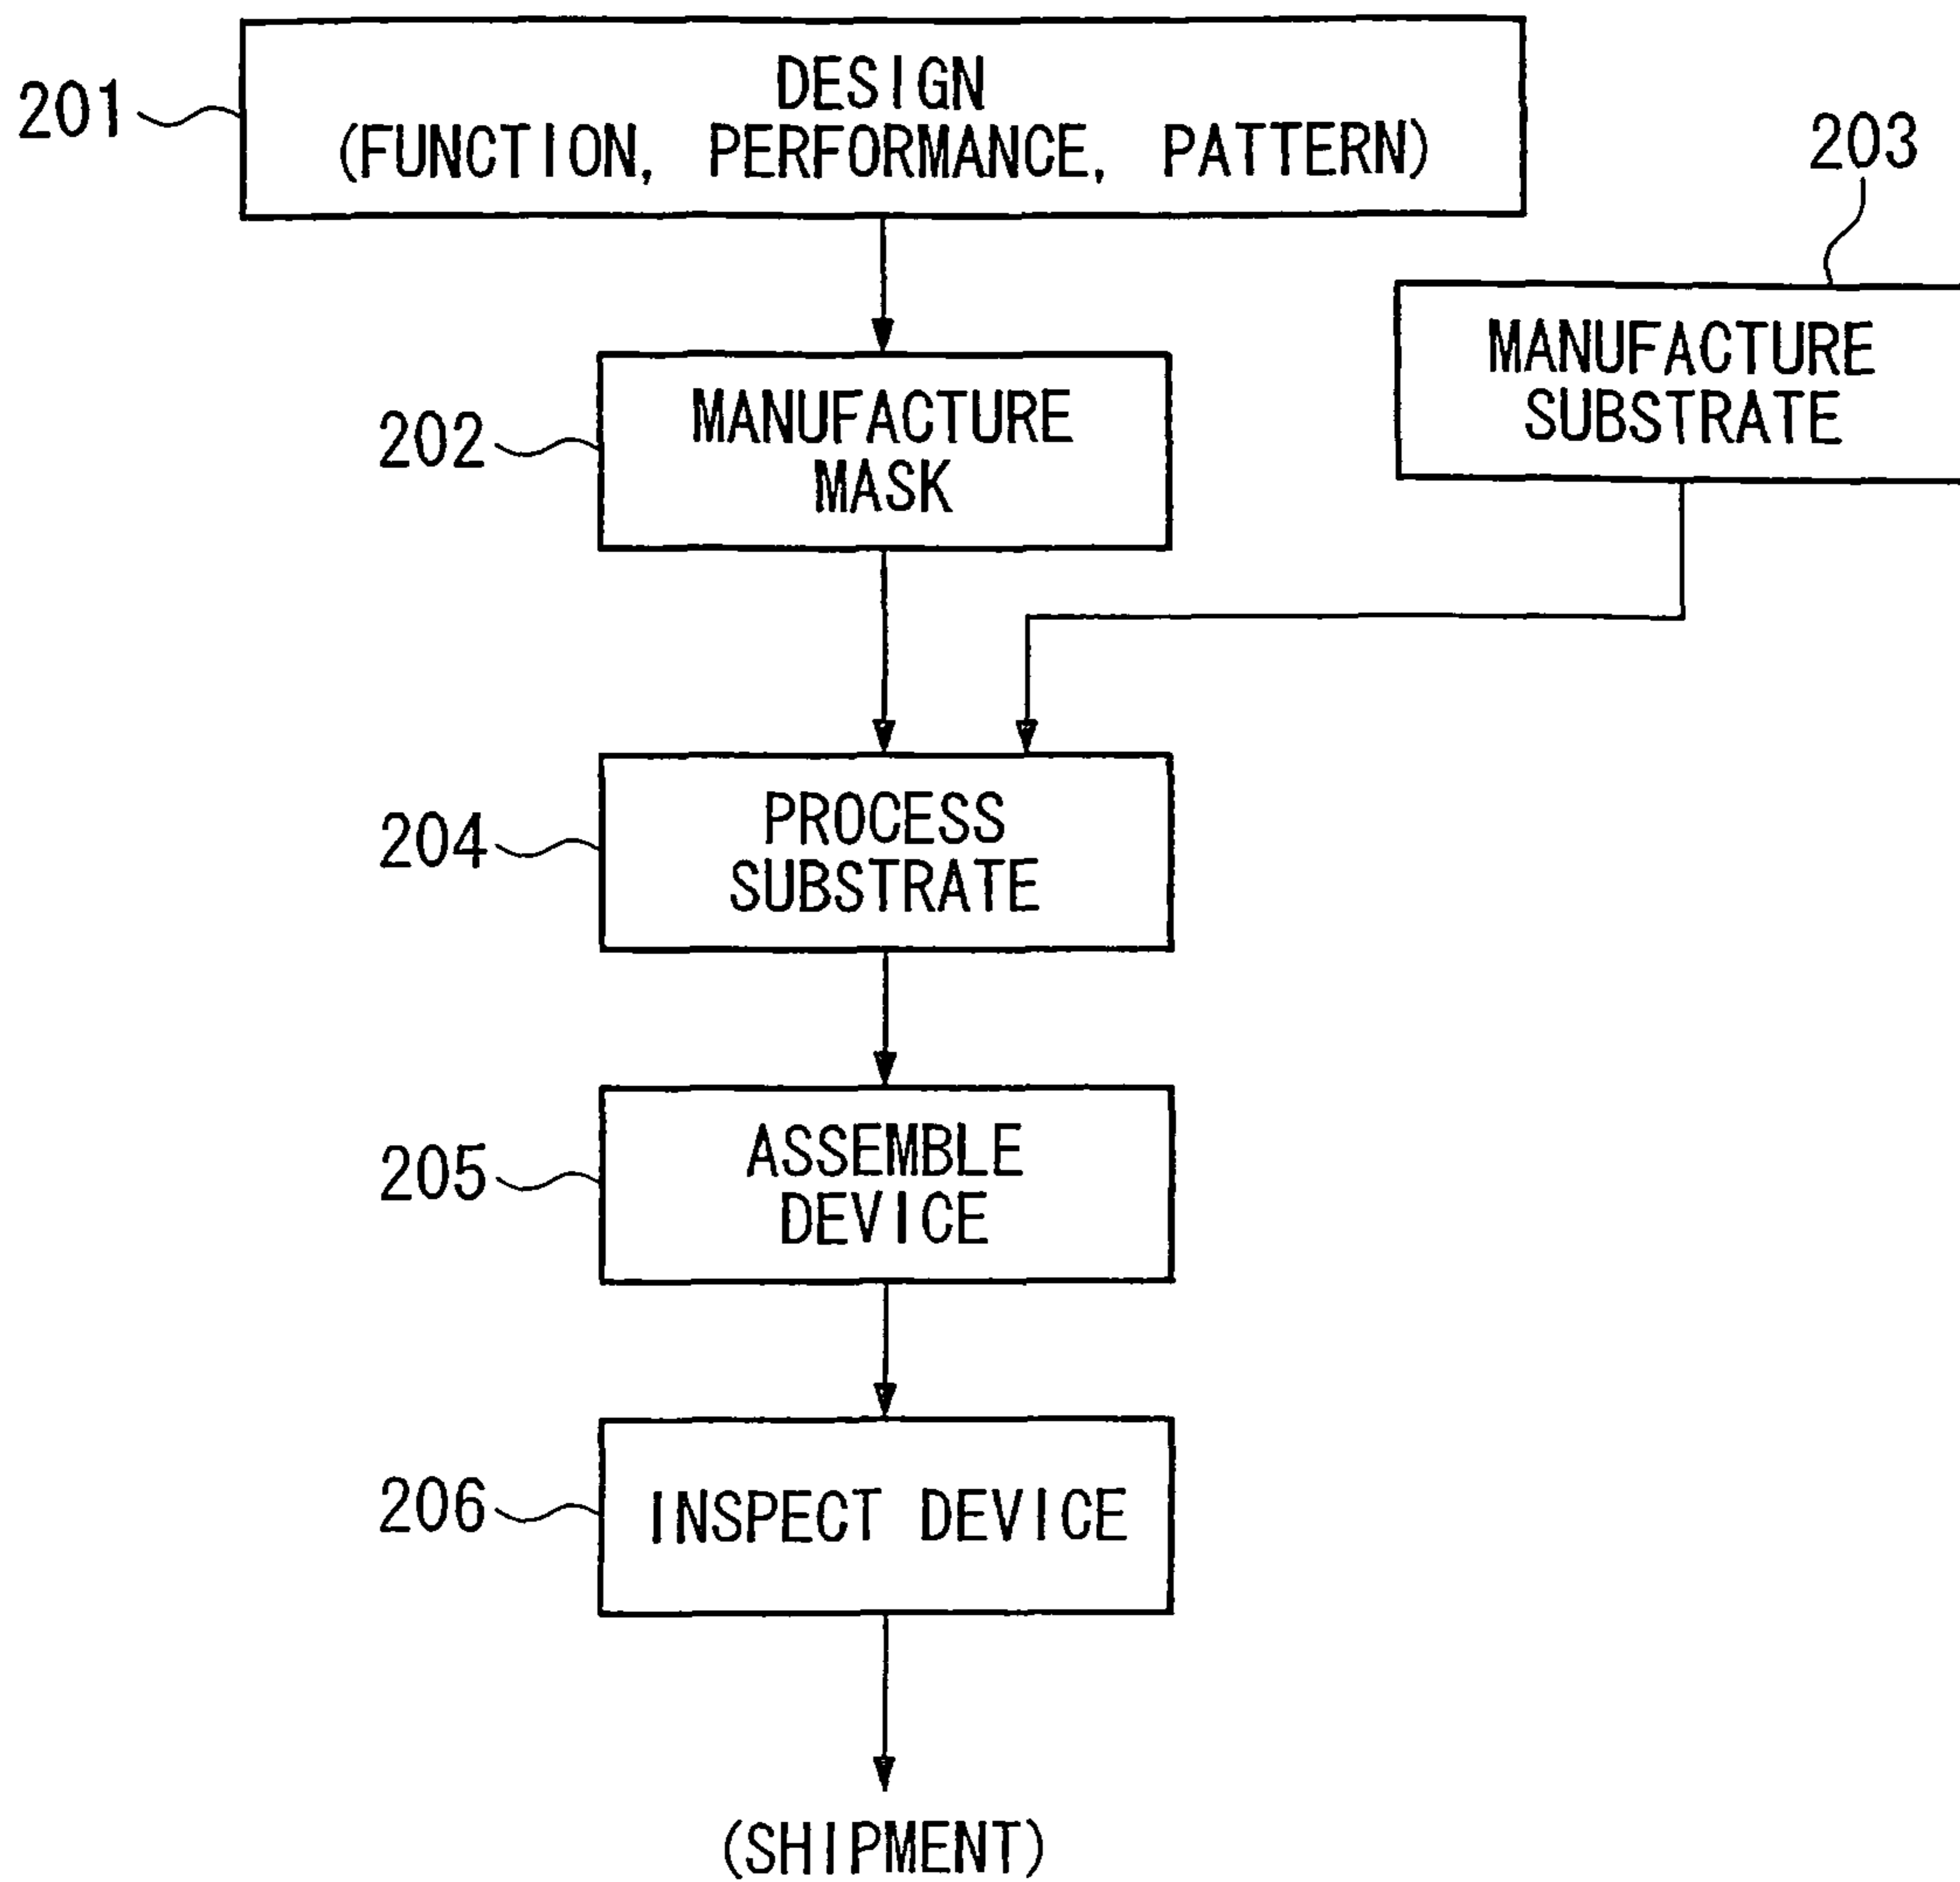 201
DESIGN
(FUNCTION, PERFORMANCE, PATTERN)
203
MANUFACTURE
SUBSTRATE
202
MANUFACTURE
MASK
204
PROCESS
SUBSTRATE
205
ASSEMBLE
DEVICE
206
INSPECT DEVICE
(SHIPMENT)